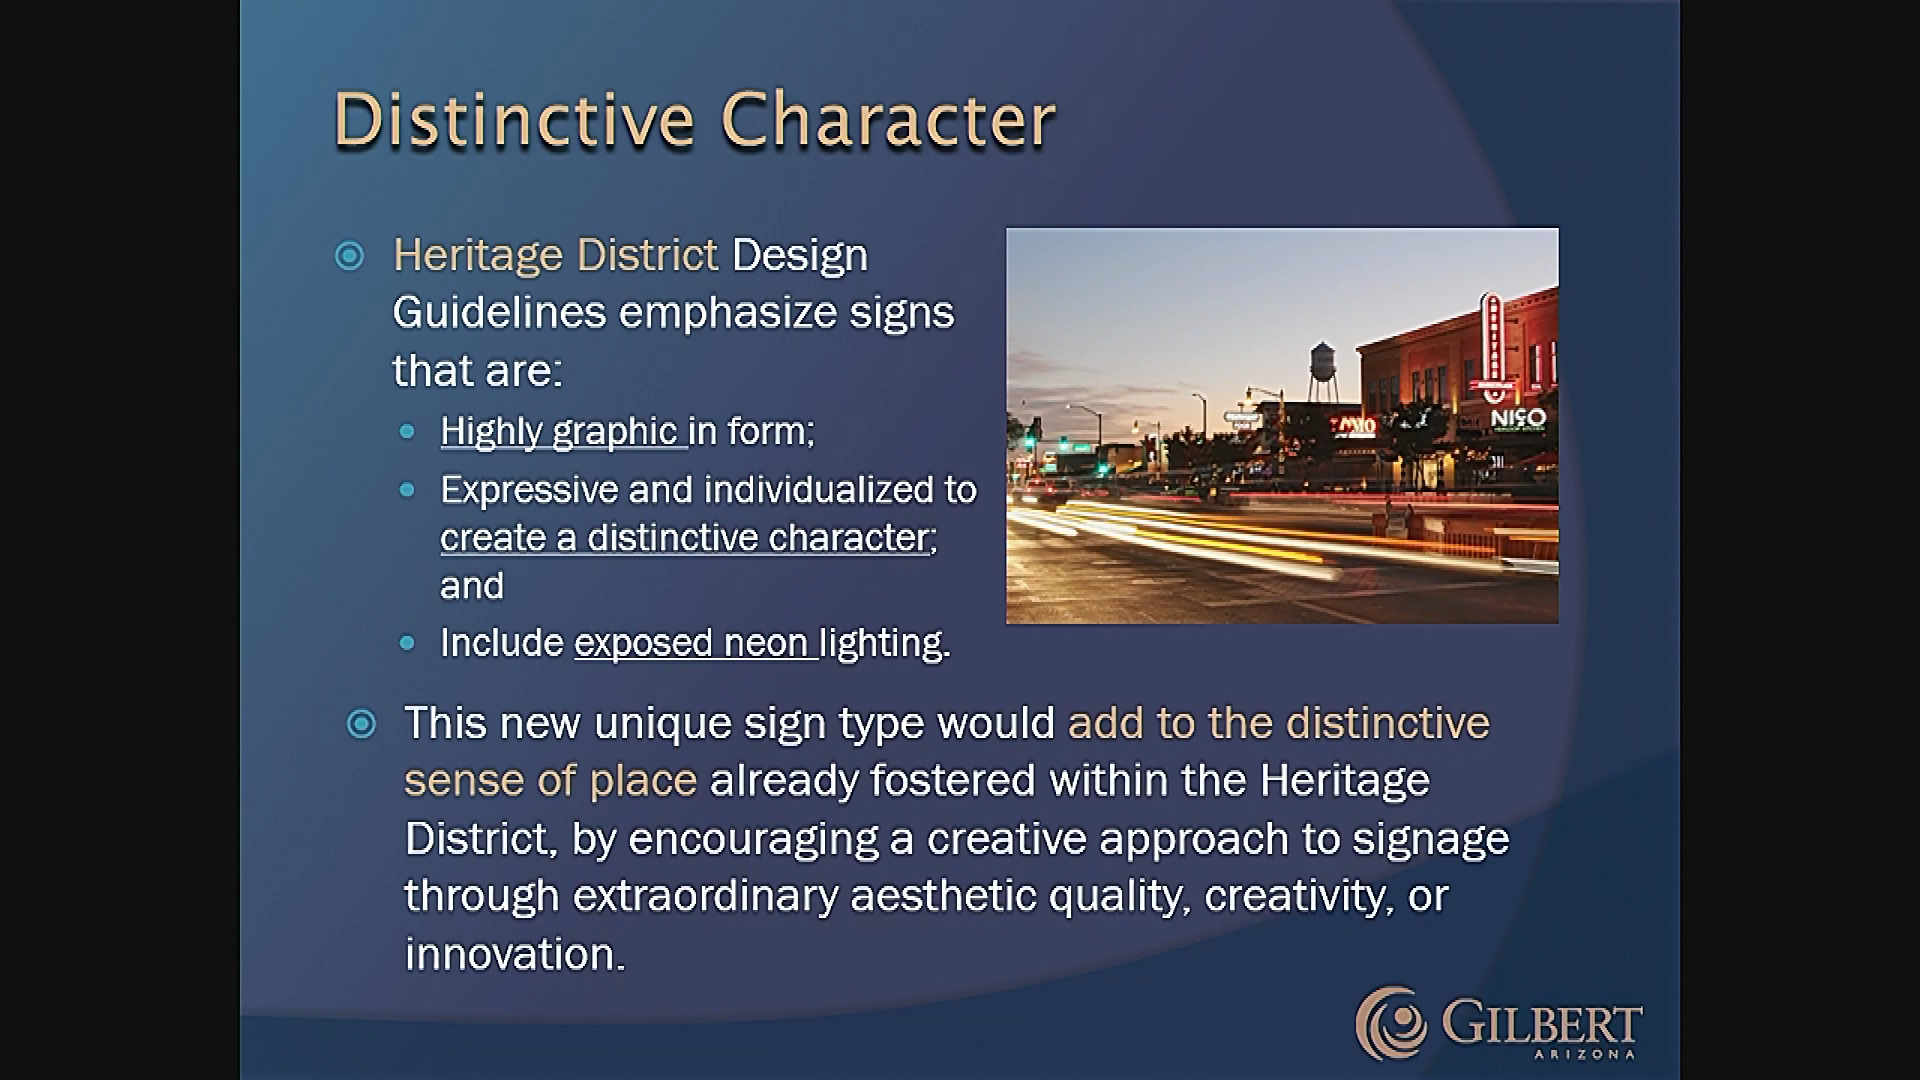 Distinctive Character
Heritage District Design
Guidelines emphasize signs
that are:
Highly graphic in form;
Expressive and individualized to
create a distinctive character;
and
Include exposed neon lighting.
HERITAGE
NISO
This new unique sign type would add to the distinctive
sense of place already fostered within the Heritage
District, by encouraging a creative approach to signage
through extraordinary aesthetic quality, creativity, or
innovation.
GILBERT
ARIZONA